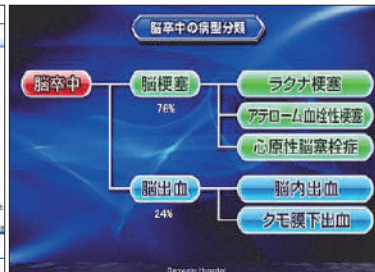 脳卒中の病型分類
脳卒中
脳梗塞
76%
ラクナ梗塞
アテローム血栓性梗塞
心原性脳塞栓症
脳出血
24%
脳内出血
クモ膜下出血